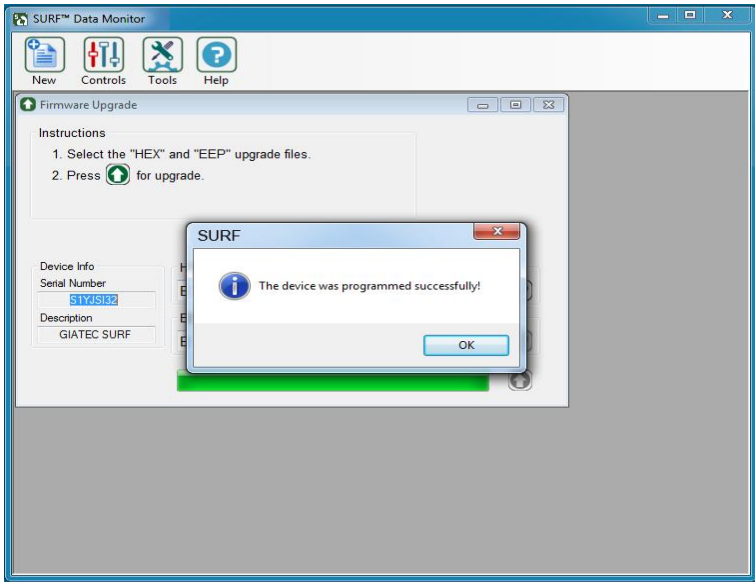 SURF™ Data Monitor
New Controls Tools Help
Firmware Upgrade
Instructions
1. Select the "HEX" and "EEP" upgrade files.
2. Press for upgrade.
SURF
The device was programmed successfully!
OK
Device Info
Serial Number
S1YJSI32
Description
GIATEC SURF